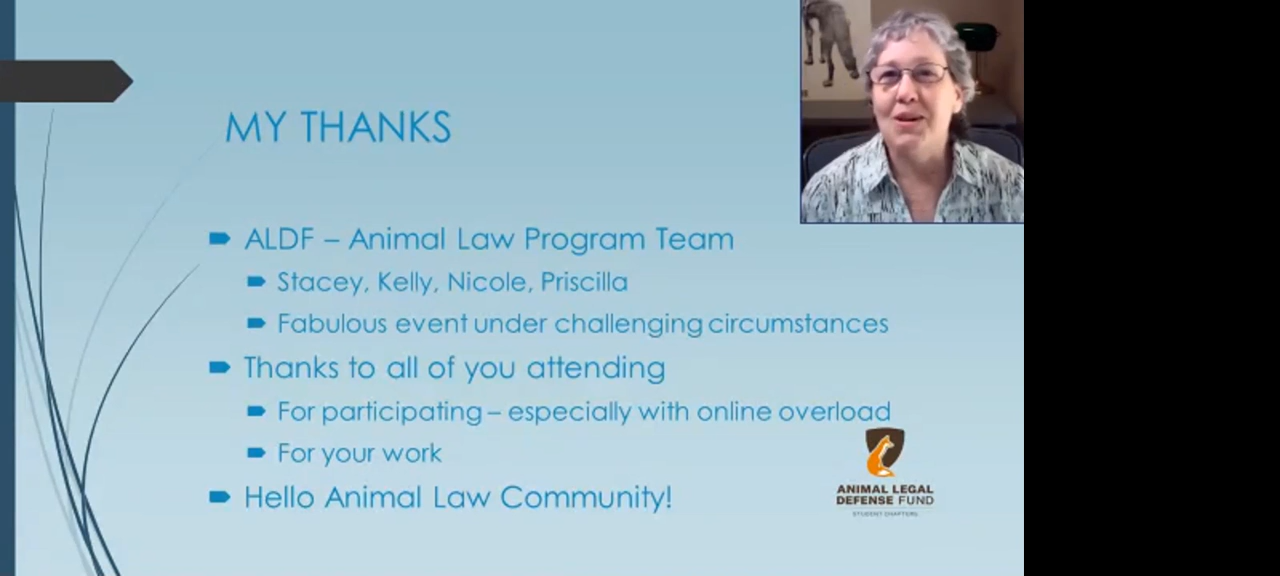 MY THANKS
ALDF – Animal Law Program Team
Stacey, Kelly, Nicole, Priscilla
Fabulous event under challenging circumstances
Thanks to all of you attending
For participating – especially with online overload
For your work
Hello Animal Law Community!
ANIMAL LEGAL
DEFENSE FUND
STUDENT CHAPTERS